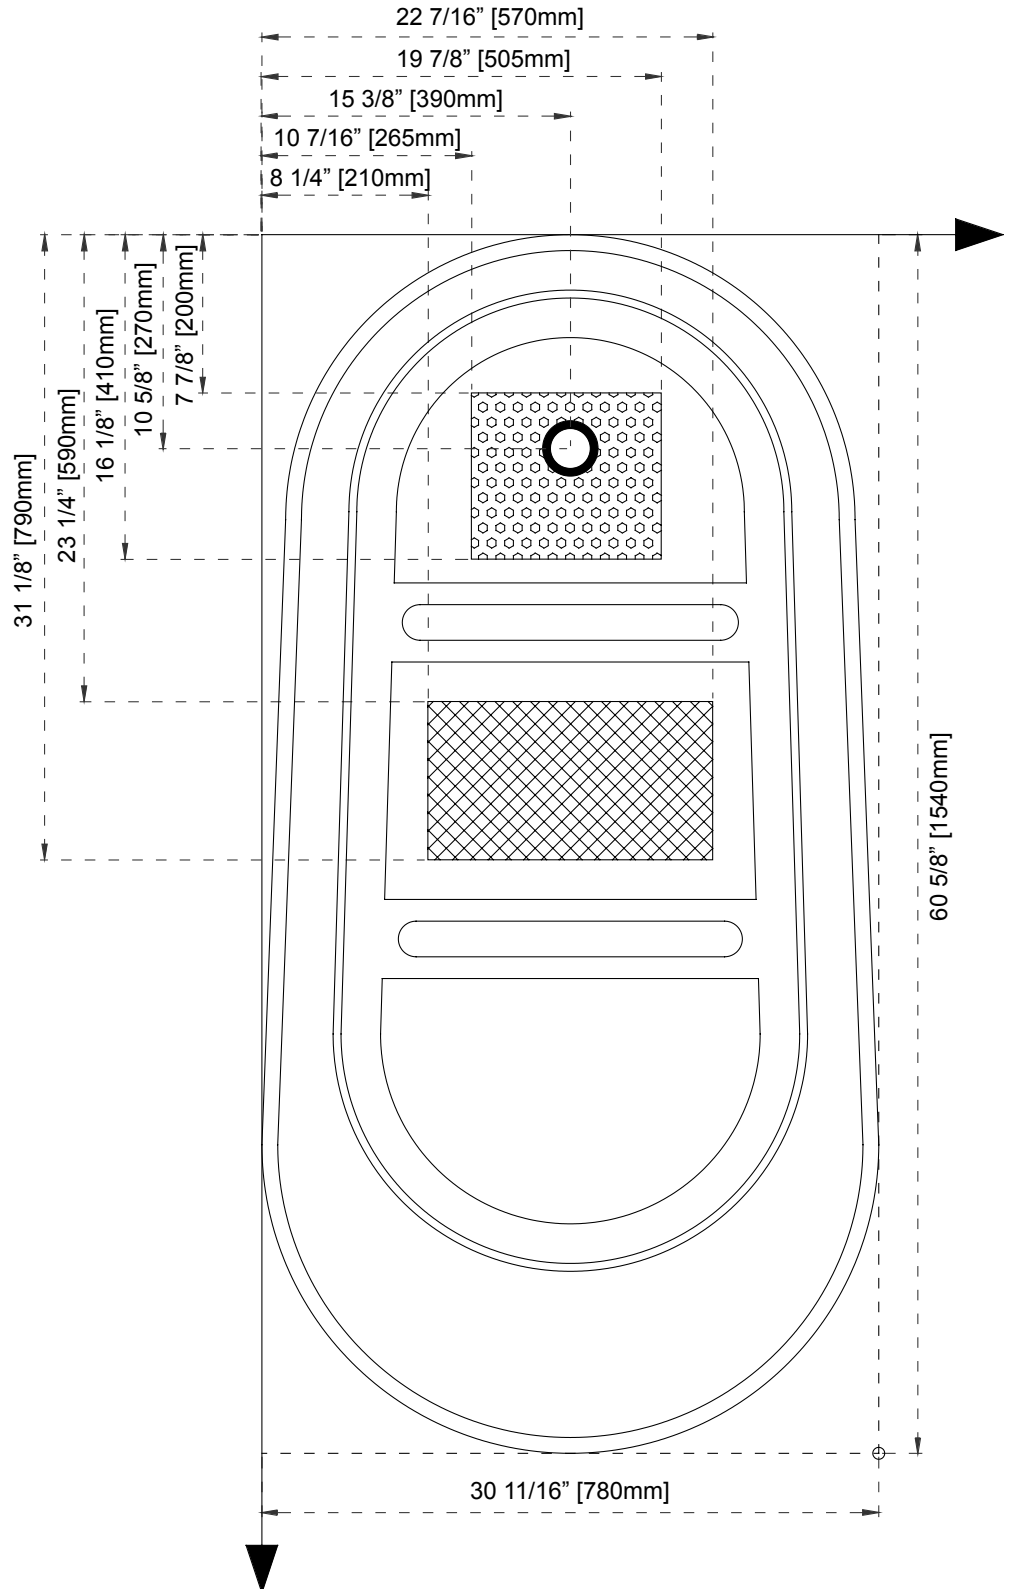 22 7/16” [570mm]
19 7/8” [505mm]
15 3/8” [390mm]
10 7/16” [265mm]
8 1/4” [210mm]
31 1/8” [790mm]
23 1/4” [590mm]
16 1/8” [410mm]
10 5/8” [270mm]
7 7/8” [200mm]
60 5/8” [1540mm]
30 11/16” [780mm]